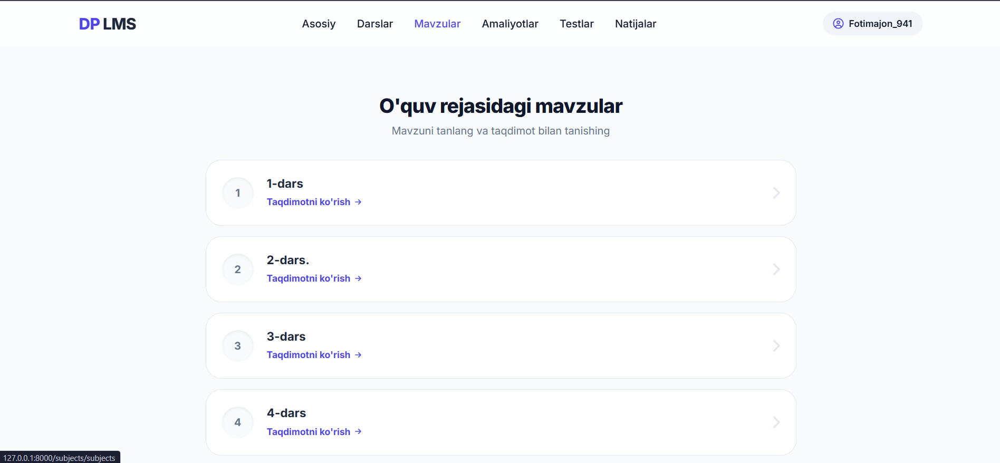 DP LMS
Asosiy Darslar Mavzular Amaliyotlar Testlar Natijalar
Fotimajon_941
O'quv rejasidagi mavzular
Mavzuni tanlang va taqdimot bilan tanishing
1
1-dars
Taqdimotni ko'rish →
2
2-dars.
Taqdimotni ko'rish →
3
3-dars
Taqdimotni ko'rish →
4
4-dars
Taqdimotni ko'rish →
127.0.0.1:8000/subjects/subjects